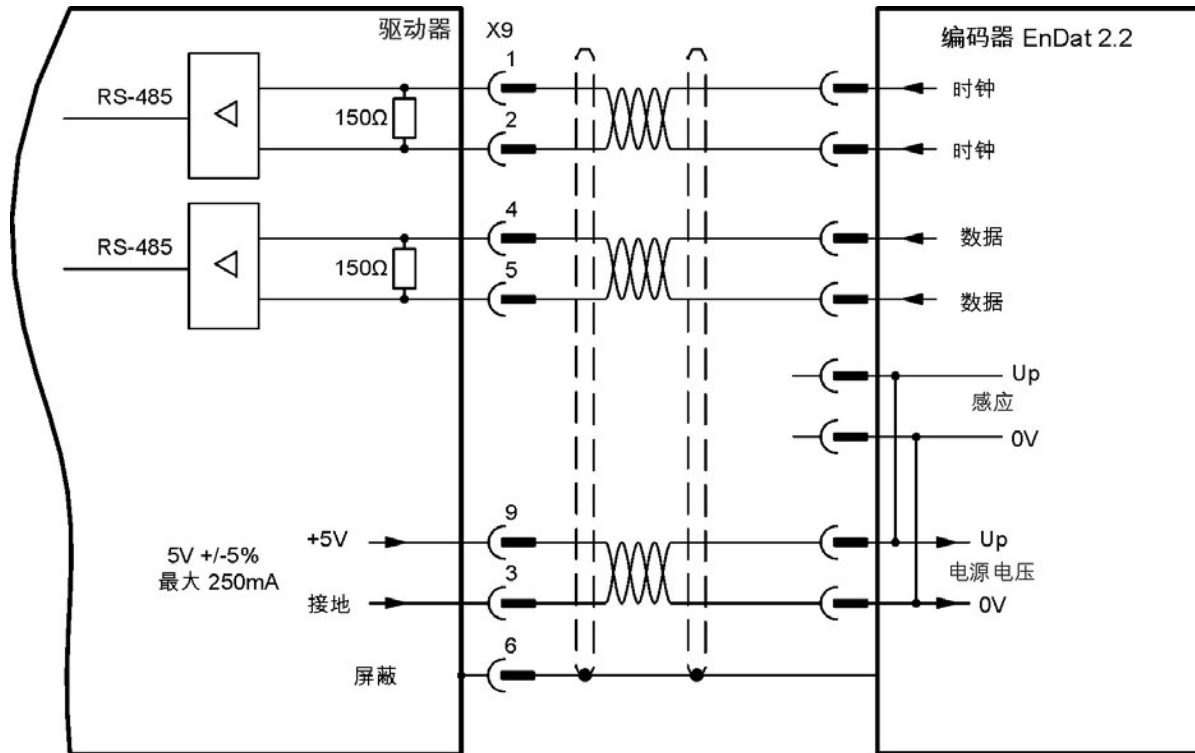 驱动器 X9 编码器 EnDat 2.2
1
RS-485 150Ω 时钟
2
时钟
4
RS-485 150Ω 数据
5
数据
Up
感应
0V
9
+5V Up
5V +/-5%
最大 250mA
电源电压
3
接地 0V
6
屏蔽